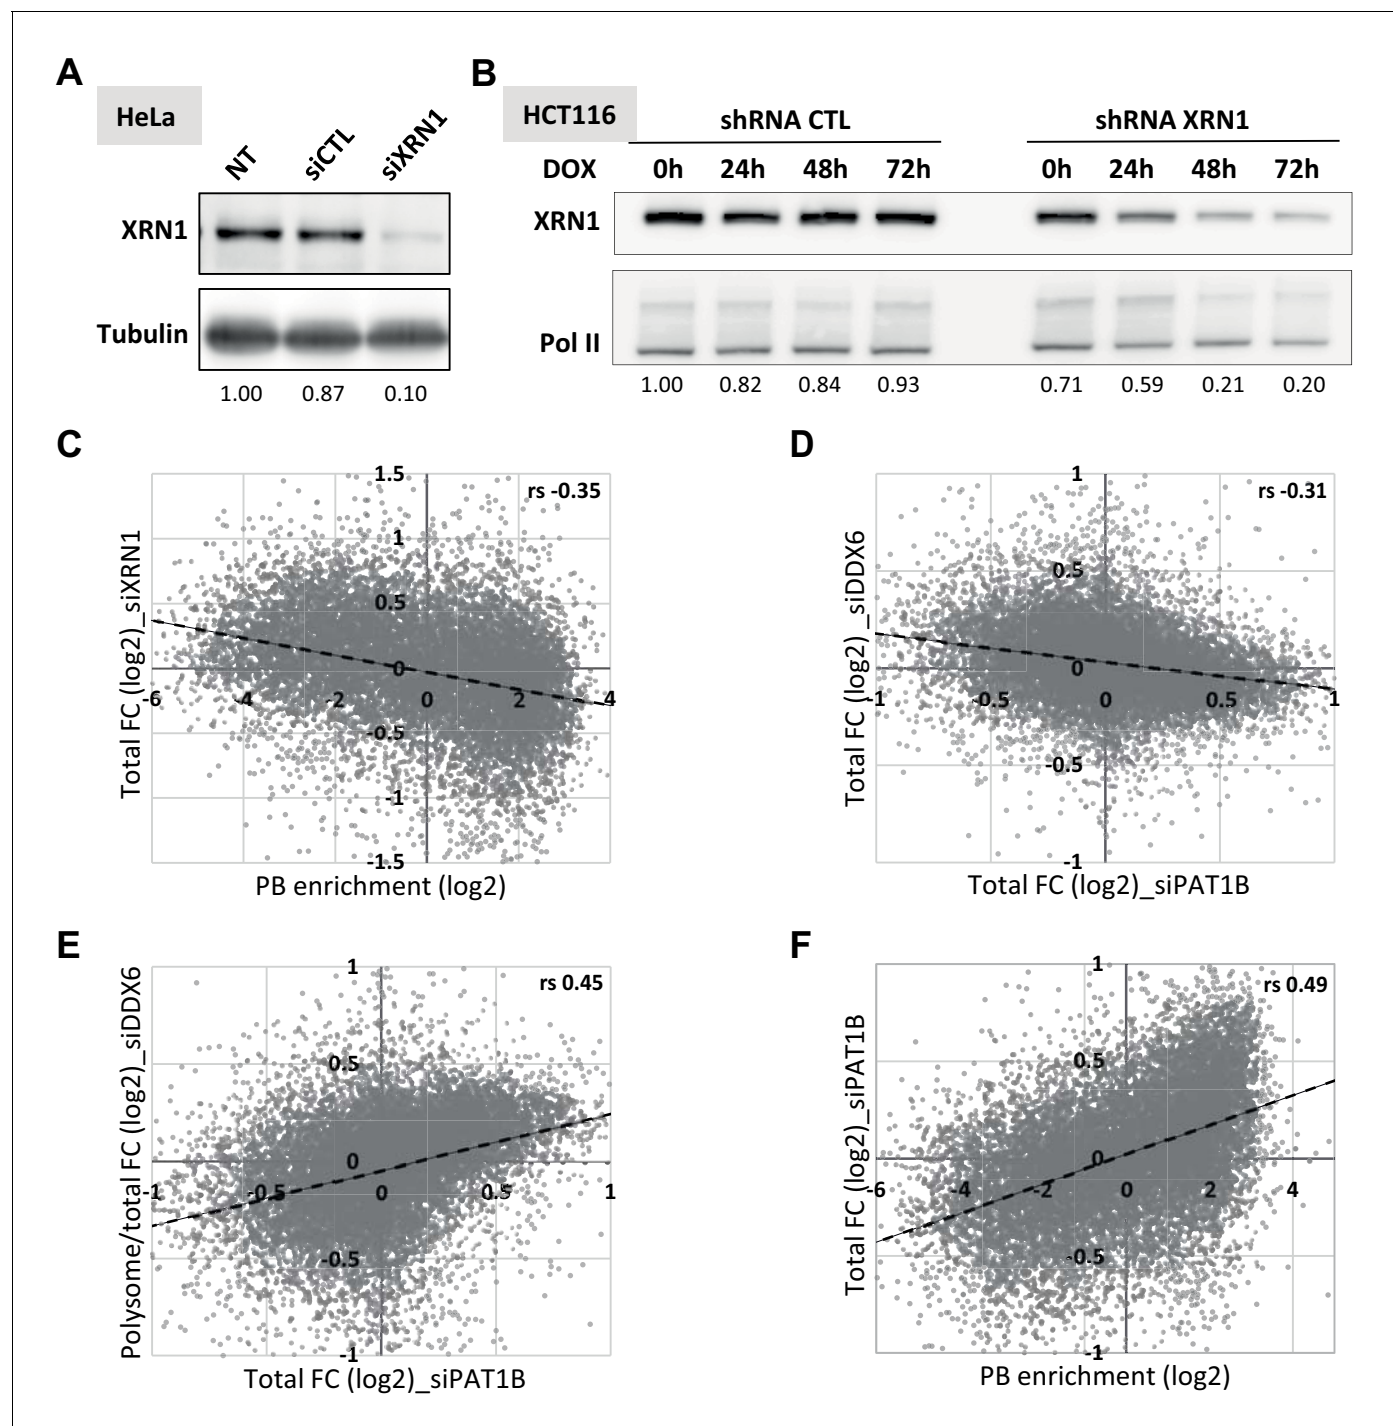 A
HeLa
NT
siCTL
siXRN1
XRN1
Tubulin
1.00 0.87 0.10
B
HCT116
shRNA CTL shRNA XRN1
DOX 0h 24h 48h 72h 0h 24h 48h 72h
XRN1
Pol II
1.00 0.82 0.84 0.93 0.71 0.59 0.21 0.20
C
rs -0.35
1.5
1
0.5
0
-0.5
-1
-1.5
-6 -4 -2 0 2 4
Total FC (log2)_siXRN1
PB enrichment (log2)
D
rs -0.31
1
0.5
0
-0.5
-1
-1 -0.5 0 0.5 1
Total FC (log2)_siDDX6
Total FC (log2)_siPAT1B
E
rs 0.45
1
0.5
0
-0.5
-1
-1 -0.5 0 0.5 1
Polysome/total FC (log2)_siDDX6
Total FC (log2)_siPAT1B
F
rs 0.49
1
0.5
0
-0.5
-1
-6 -4 -2 0 2 4
Total FC (log2)_siPAT1B
PB enrichment (log2)